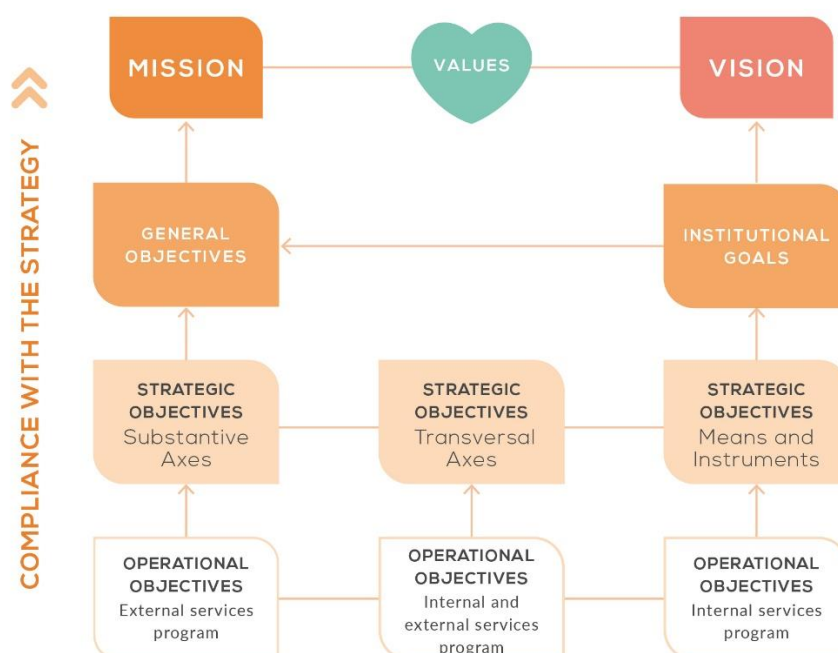 MISSION
VALUES
VISION
COMPLIANCE WITH THE STRATEGY
GENERAL
OBJECTIVES
INSTITUTIONAL
GOALS
STRATEGIC
OBJECTIVES
Substantive
Axes
STRATEGIC
OBJECTIVES
Transversal
Axes
STRATEGIC
OBJECTIVES
Means and
Instruments
OPERATIONAL
OBJECTIVES
External services
program
OPERATIONAL
OBJECTIVES
Internal and
external services
program
OPERATIONAL
OBJECTIVES
Internal services
program